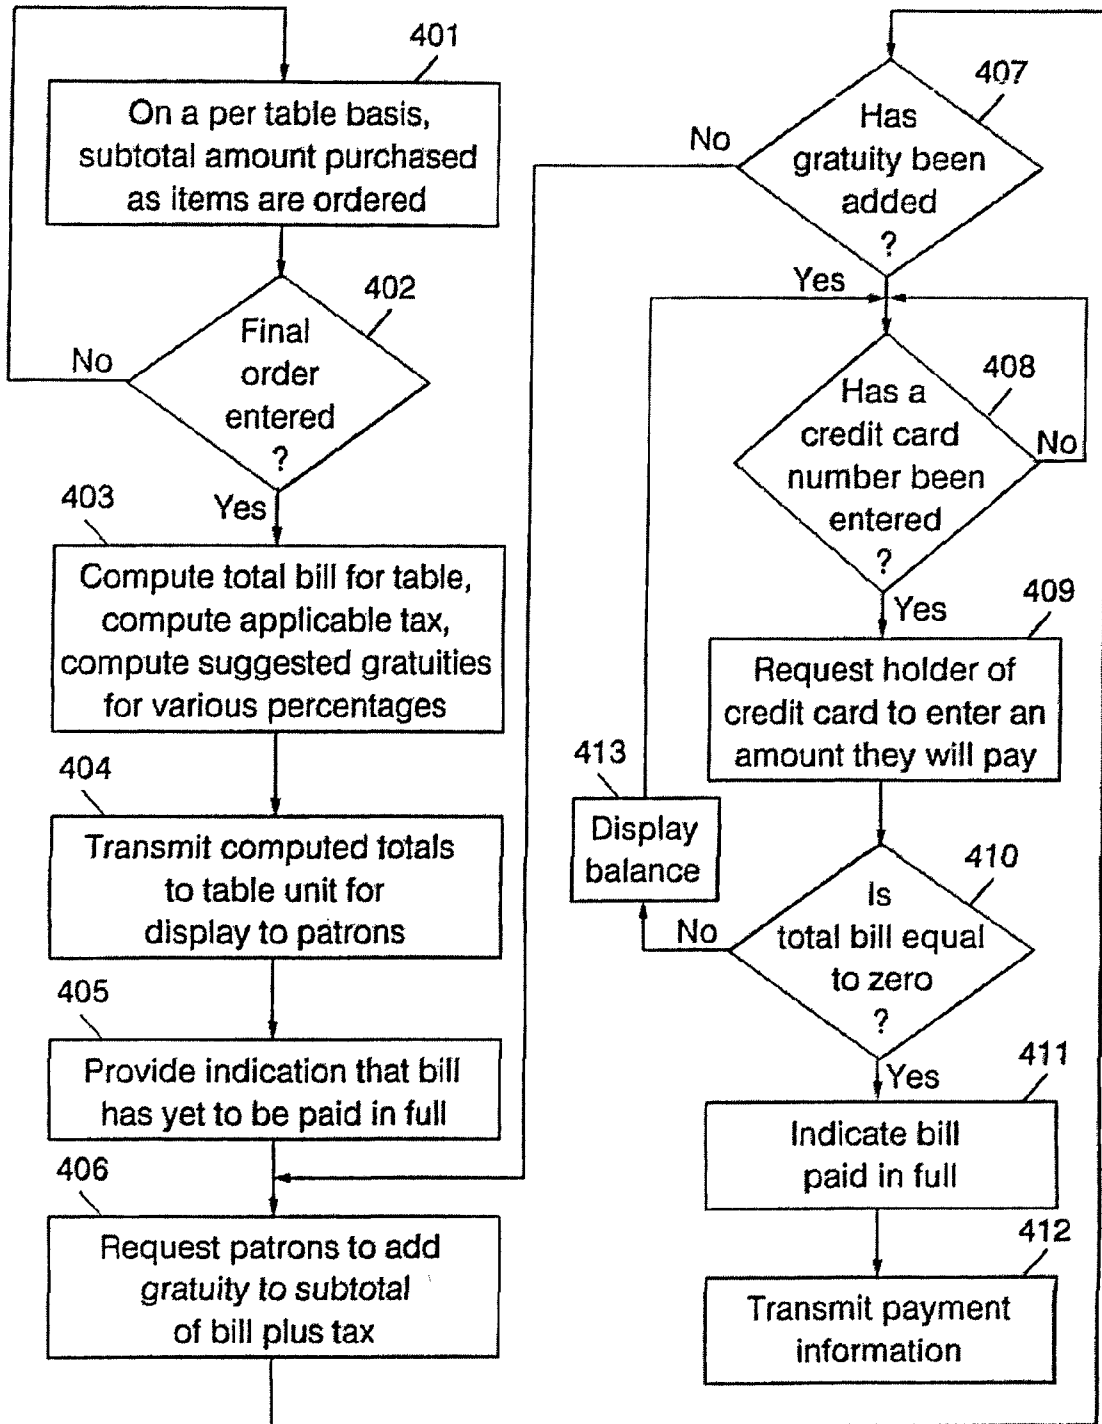 401
On a per table basis,
subtotal amount purchased
as items are ordered
402
Final
order
entered
?
No
Yes
403
Compute total bill for table,
compute applicable tax,
compute suggested gratuities
for various percentages
404
Transmit computed totals
to table unit for
display to patrons
405
Provide indication that bill
has yet to be paid in full
406
Request patrons to add
gratuity to subtotal
of bill plus tax
407
Has
gratuity been
added
?
No
Yes
408
Has a
credit card
number been
entered
?
No
Yes
409
Request holder of
credit card to enter an
amount they will pay
413
Display
balance
410
Is
total bill equal
to zero
?
No
Yes
411
Indicate bill
paid in full
412
Transmit payment
information